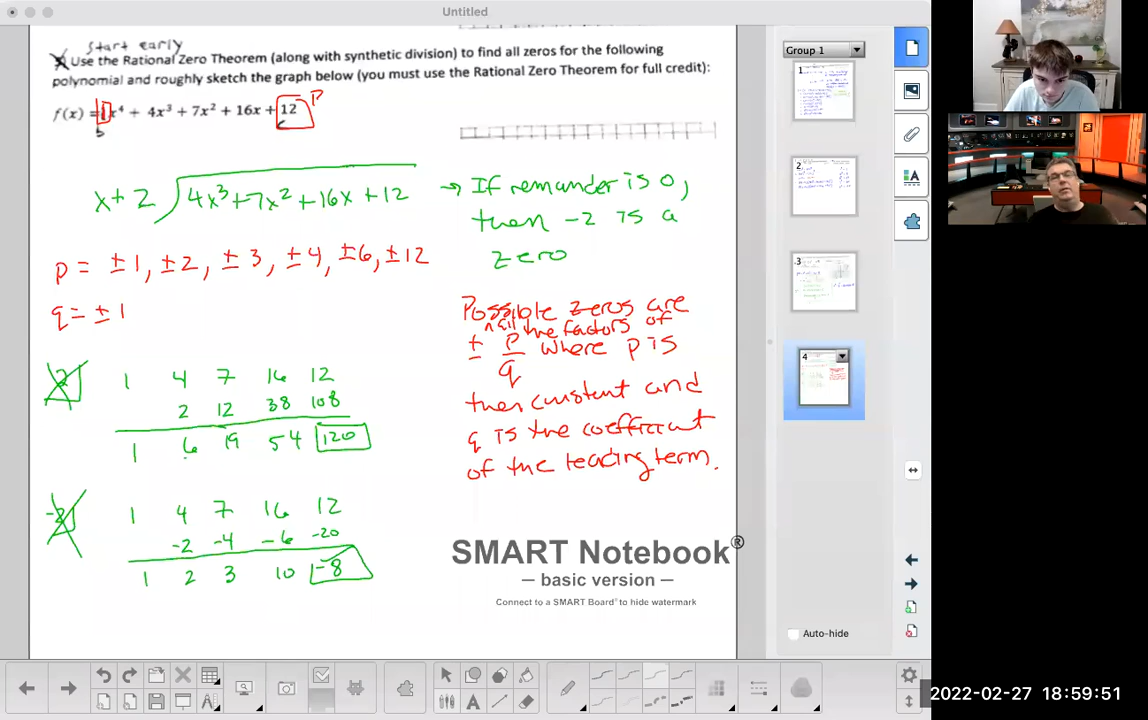 Untitled
Start early
Use the Rational Zero Theorem (along with synthetic division) to find all zeros for the following
polynomial and roughly sketch the graph below (you must use the Rational Zero Theorem for full credit):
f(x) = 1x⁴ + 4x³ + 7x² + 16x + 12 P
x + 2 4x³ + 7x² + 16x + 12 → If remander is 0,
then -2 is a
zero
p = ± 1, ± 2, ± 3, ± 4, ± 6, ± 12
q = ± 1
Possible zeros are
^ all the factors of
± p/q where p is
then constant and
q is the coefficient
of the leading term.
2 1 4 7 16 12
2 12 38 108
1 6 19 54 120
-2 1 4 7 16 12
-2 -4 -6 -20
1 2 3 10 -8
SMART Notebook®
– basic version –
Connect to a SMART Board® to hide watermark
Group 1
1
2
3
4
Auto-hide
2022-02-27 18:59:51